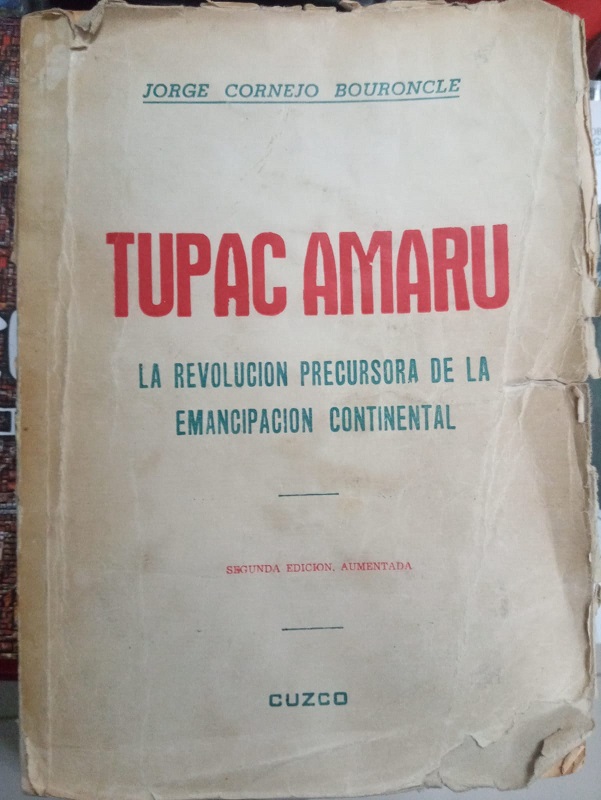 JORGE CORNEJO BOURONCLE
TUPAC AMARU
LA REVOLUCION PRECURSORA DE LA
EMANCIPACION CONTINENTAL
SEGUNDA EDICION, AUMENTADA
CUZCO